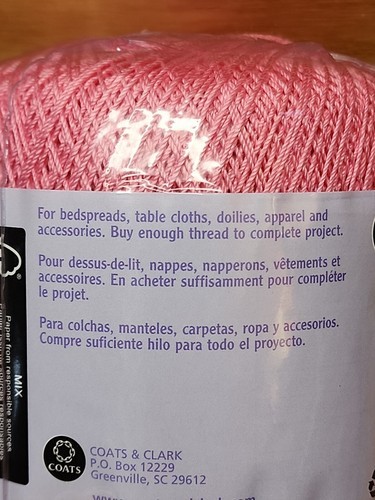 For bedspreads, table cloths, doilies, apparel and
accessories. Buy enough thread to complete project.
Pour dessus-de-lit, nappes, napperons, vêtements et
accessoires. En acheter suffisamment pour compléter
le projet.
Para colchas, manteles, carpetas, ropa y accesorios.
Compre suficiente hilo para todo el proyecto.
MIX
Paper from responsible sources
COATS
COATS & CLARK
P.O. Box 12229
Greenville, SC 29612